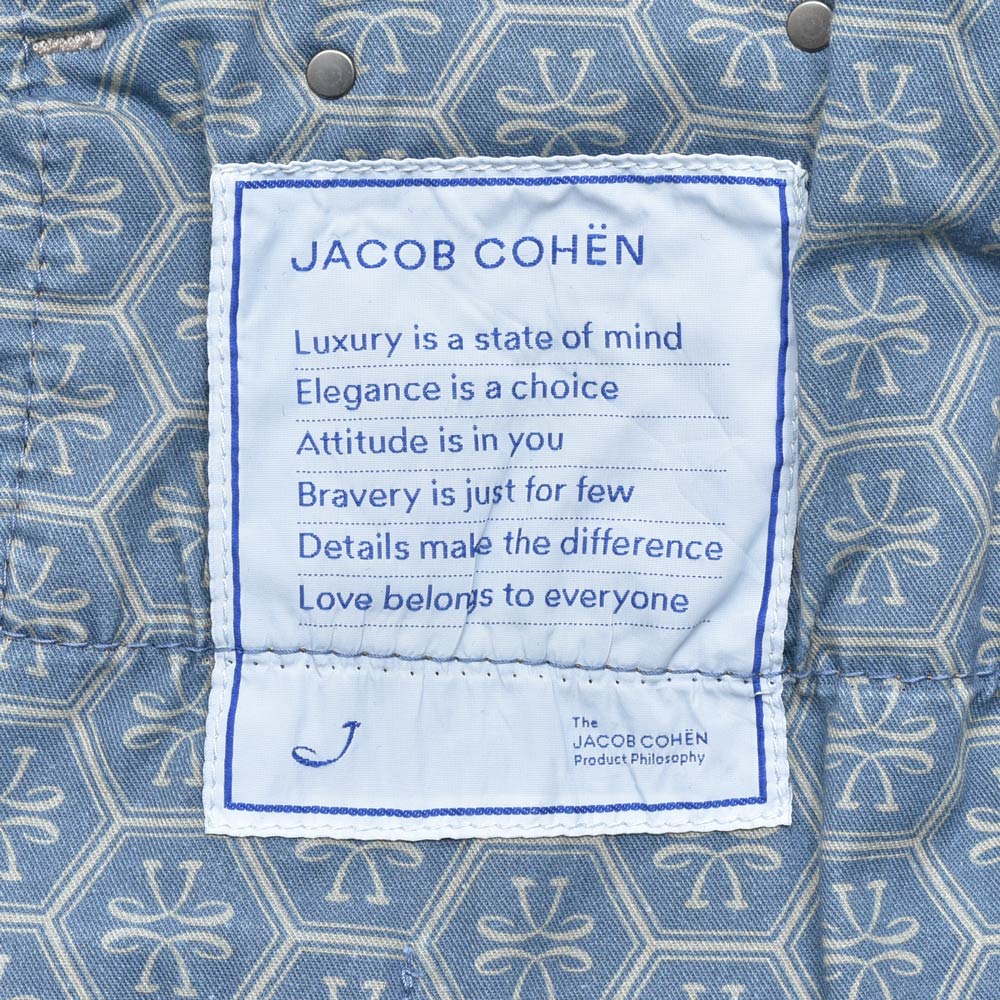 JACOB COHËN
Luxury is a state of mind
Elegance is a choice
Attitude is in you
Bravery is just for few
Details make the difference
Love belongs to everyone
J
The
JACOB COHËN
Product Philosophy